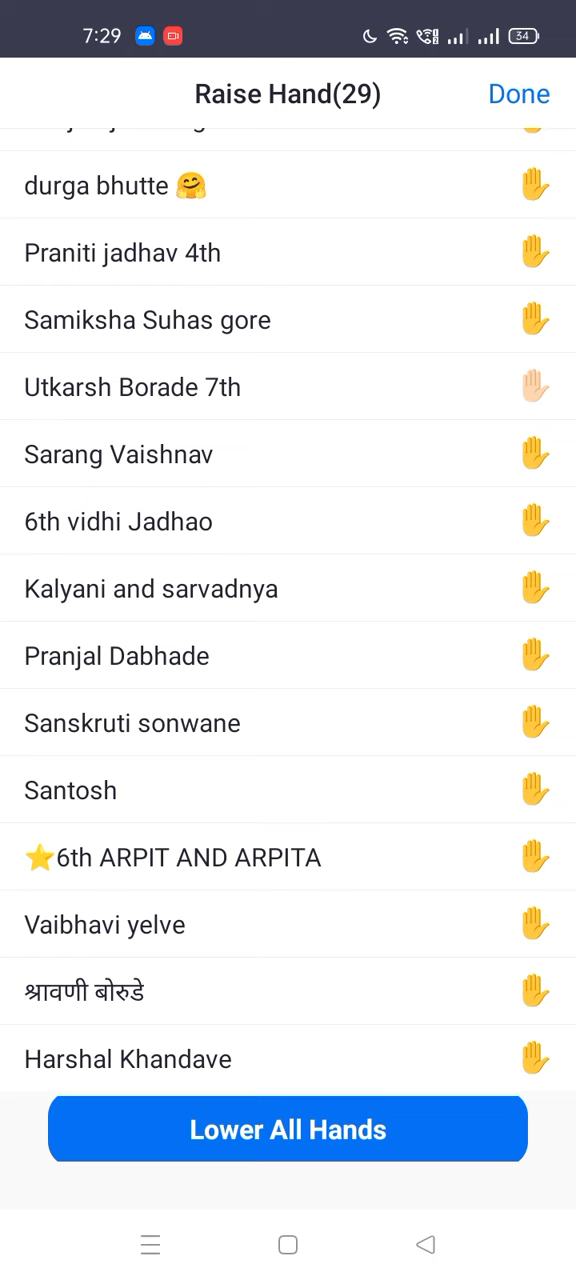 7:29
34
Raise Hand(29)
Done
durga bhutte 🤗
Praniti jadhav 4th
Samiksha Suhas gore
Utkarsh Borade 7th
Sarang Vaishnav
6th vidhi Jadhao
Kalyani and sarvadnya
Pranjal Dabhade
Sanskruti sonwane
Santosh
⭐6th ARPIT AND ARPITA
Vaibhavi yelve
श्रावणी बोरुडे
Harshal Khandave
Lower All Hands